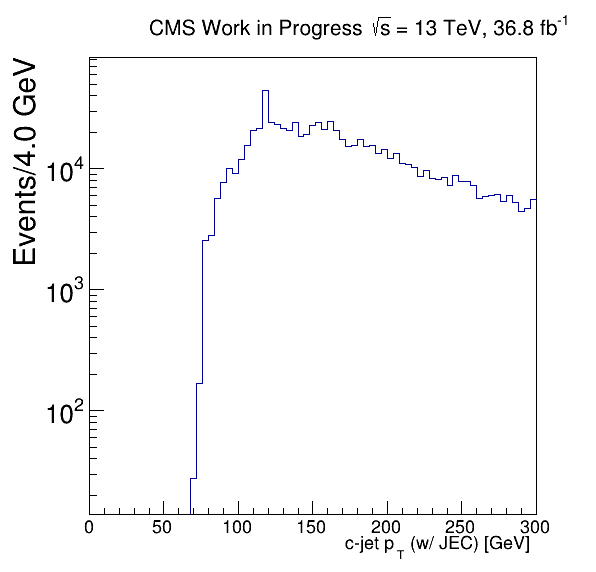 CMS Work in Progress √s = 13 TeV, 36.8 fb⁻¹
Events/4.0 GeV
10⁴
10³
10²
0 50 100 150 200 250 300
c-jet p_T (w/ JEC) [GeV]